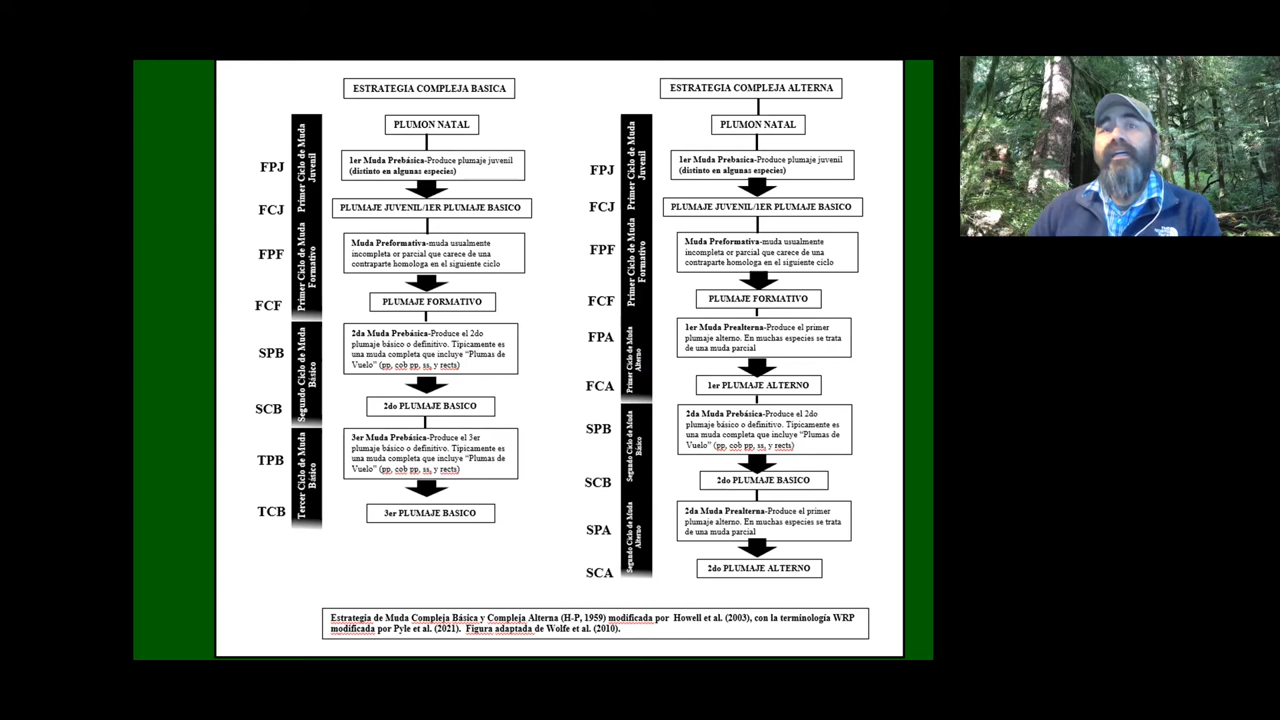 ESTRATEGIA COMPLEJA BASICA
PLUMON NATAL
Primer Ciclo de Muda
Juvenil
FPJ
1er Muda Prebásica-Produce plumaje juvenil
(distinto en algunas especies)
FCJ
PLUMAJE JUVENIL/1ER PLUMAJE BASICO
Primer Ciclo de Muda
Formativo
FPF
Muda Preformativa-muda usualmente
incompleta or parcial que carece de una
contraparte homologa en el siguiente ciclo
FCF
PLUMAJE FORMATIVO
Segundo Ciclo de Muda
Básico
SPB
2da Muda Prebásica-Produce el 2do
plumaje básico o definitivo. Tipicamente es
una muda completa que incluye “Plumas de
Vuelo” (pp, cob pp, ss, y rects)
SCB
2do PLUMAJE BASICO
Tercer Ciclo de Muda
Básico
TPB
3er Muda Prebásica-Produce el 3er
plumaje básico o definitivo. Tipicamente es
una muda completa que incluye “Plumas de
Vuelo” (pp, cob pp, ss, y rects)
TCB
3er PLUMAJE BASICO
ESTRATEGIA COMPLEJA ALTERNA
PLUMON NATAL
Primer Ciclo de Muda
Juvenil
FPJ
1er Muda Prebasica-Produce plumaje juvenil
(distinto en algunas especies)
FCJ
PLUMAJE JUVENIL/1ER PLUMAJE BASICO
Primer Ciclo de Muda
Formativo
FPF
Muda Preformativa-muda usualmente
incompleta or parcial que carece de una
contraparte homologa en el siguiente ciclo
FCF
PLUMAJE FORMATIVO
Primer Ciclo de Muda
Alterno
FPA
1er Muda Prealterna-Produce el primer
plumaje alterno. En muchas especies se trata
de una muda parcial
FCA
1er PLUMAJE ALTERNO
Segundo Ciclo de Muda
Básico
SPB
2da Muda Prebásica-Produce el 2do
plumaje básico o definitivo. Tipicamente es
una muda completa que incluye “Plumas de
Vuelo” (pp, cob pp, ss, y rects)
SCB
2do PLUMAJE BASICO
Segundo Ciclo de Muda
Alterno
SPA
2da Muda Prealterna-Produce el primer
plumaje alterno. En muchas especies se trata
de una muda parcial
SCA
2do PLUMAJE ALTERNO
Estrategia de Muda Compleja Básica y Compleja Alterna (H-P, 1959) modificada por Howell et al. (2003), con la terminología WRP
modificada por Pyle et al. (2021). Figura adaptada de Wolfe et al. (2010).